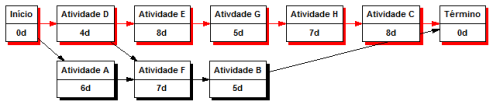 Início
0d
Atividade D
4d
Atividade E
8d
Atividade G
5d
Atividade H
7d
Atividade C
8d
Término
0d
Atividade A
6d
Atividade F
7d
Atividade B
5d